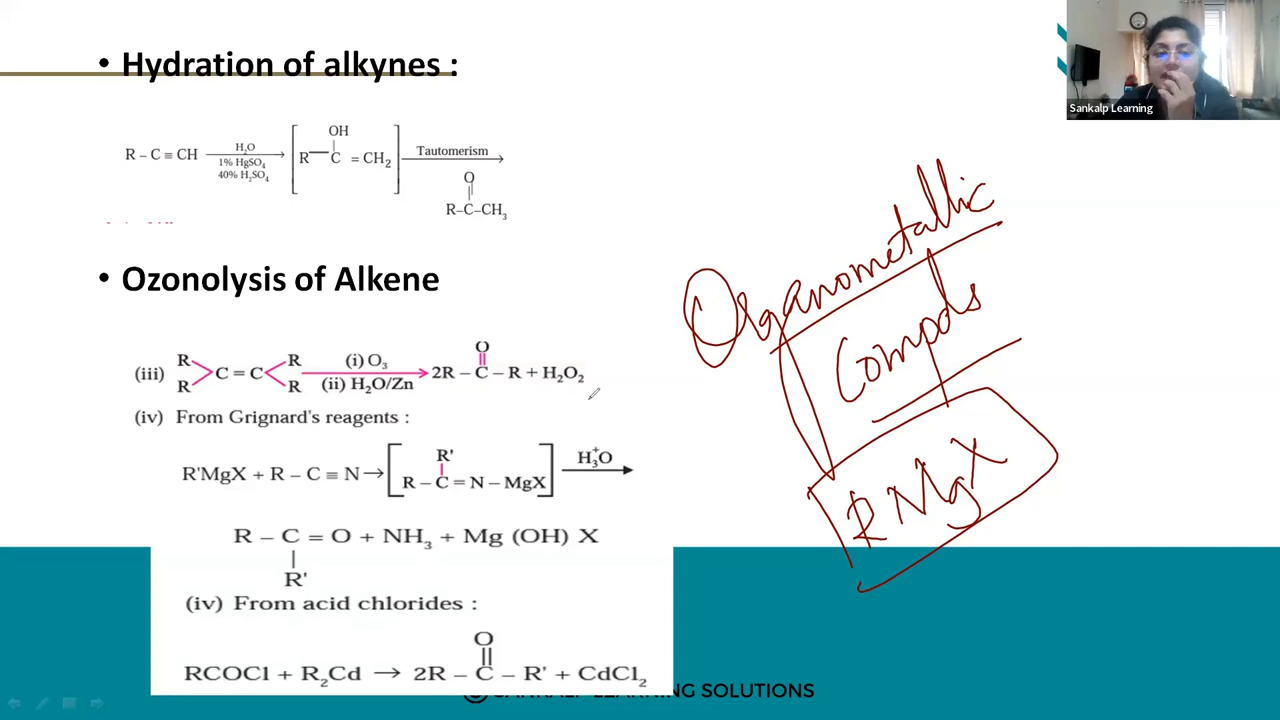 • Hydration of alkynes :
R – C ≡ CH
H₂O
1% HgSO₄
40% H₂SO₄
OH
R — C = CH₂
Tautomerism
O
R–C–CH₃
• Ozonolysis of Alkene
(iii) R R C = C R R
(i) O₃
(ii) H₂O/Zn
O
2R – C – R + H₂O₂
(iv) From Grignard's reagents :
R'MgX + R – C ≡ N →
R'
R – C = N – MgX
H₃O⁺
R – C = O + NH₃ + Mg (OH) X
R'
(iv) From acid chlorides :
O
RCOCl + R₂Cd → 2R – C – R' + CdCl₂
SANKALP LEARNING SOLUTIONS
Organometallic
Compds
R MgX
Sankalp Learning